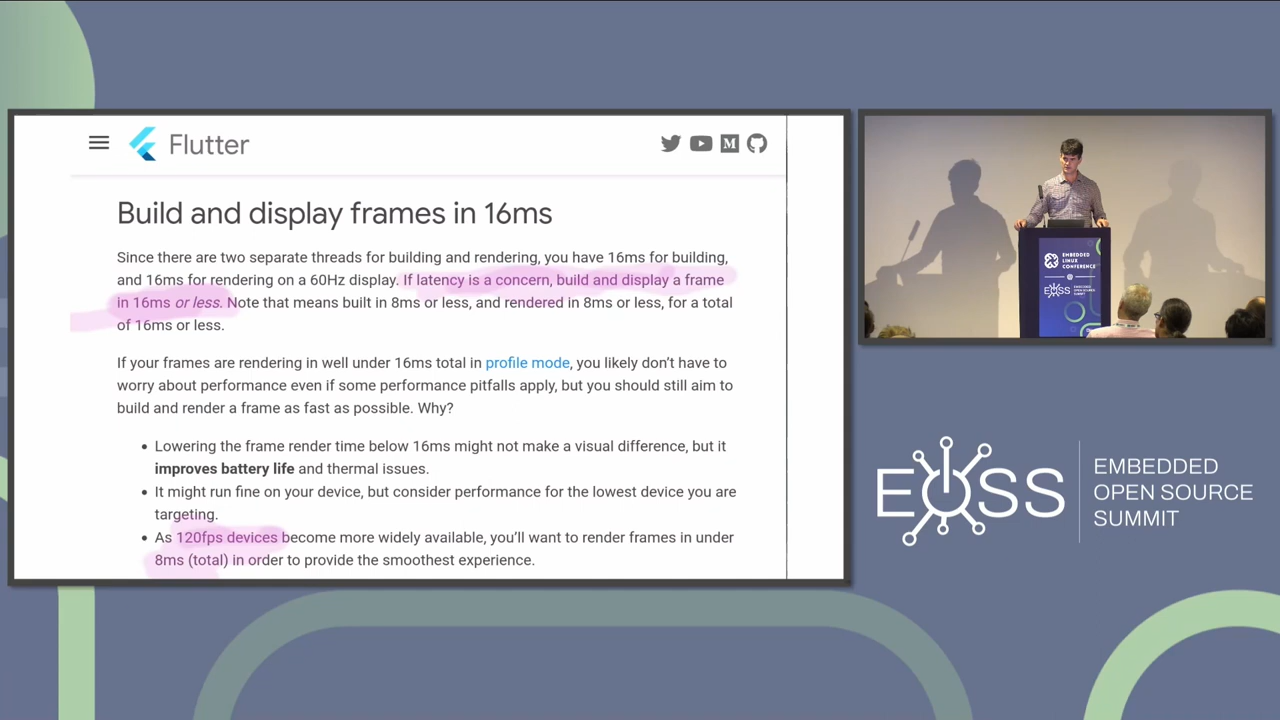 Flutter
Build and display frames in 16ms
Since there are two separate threads for building and rendering, you have 16ms for building,
and 16ms for rendering on a 60Hz display. If latency is a concern, build and display a frame
in 16ms or less. Note that means built in 8ms or less, and rendered in 8ms or less, for a total
of 16ms or less.
If your frames are rendering in well under 16ms total in profile mode, you likely don’t have to
worry about performance even if some performance pitfalls apply, but you should still aim to
build and render a frame as fast as possible. Why?
• Lowering the frame render time below 16ms might not make a visual difference, but it
improves battery life and thermal issues.
• It might run fine on your device, but consider performance for the lowest device you are
targeting.
• As 120fps devices become more widely available, you’ll want to render frames in under
8ms (total) in order to provide the smoothest experience.
EMBEDDED
LINUX
CONFERENCE
EOSS
EMBEDDED
OPEN SOURCE
SUMMIT
EOSS
EMBEDDED
OPEN SOURCE
SUMMIT